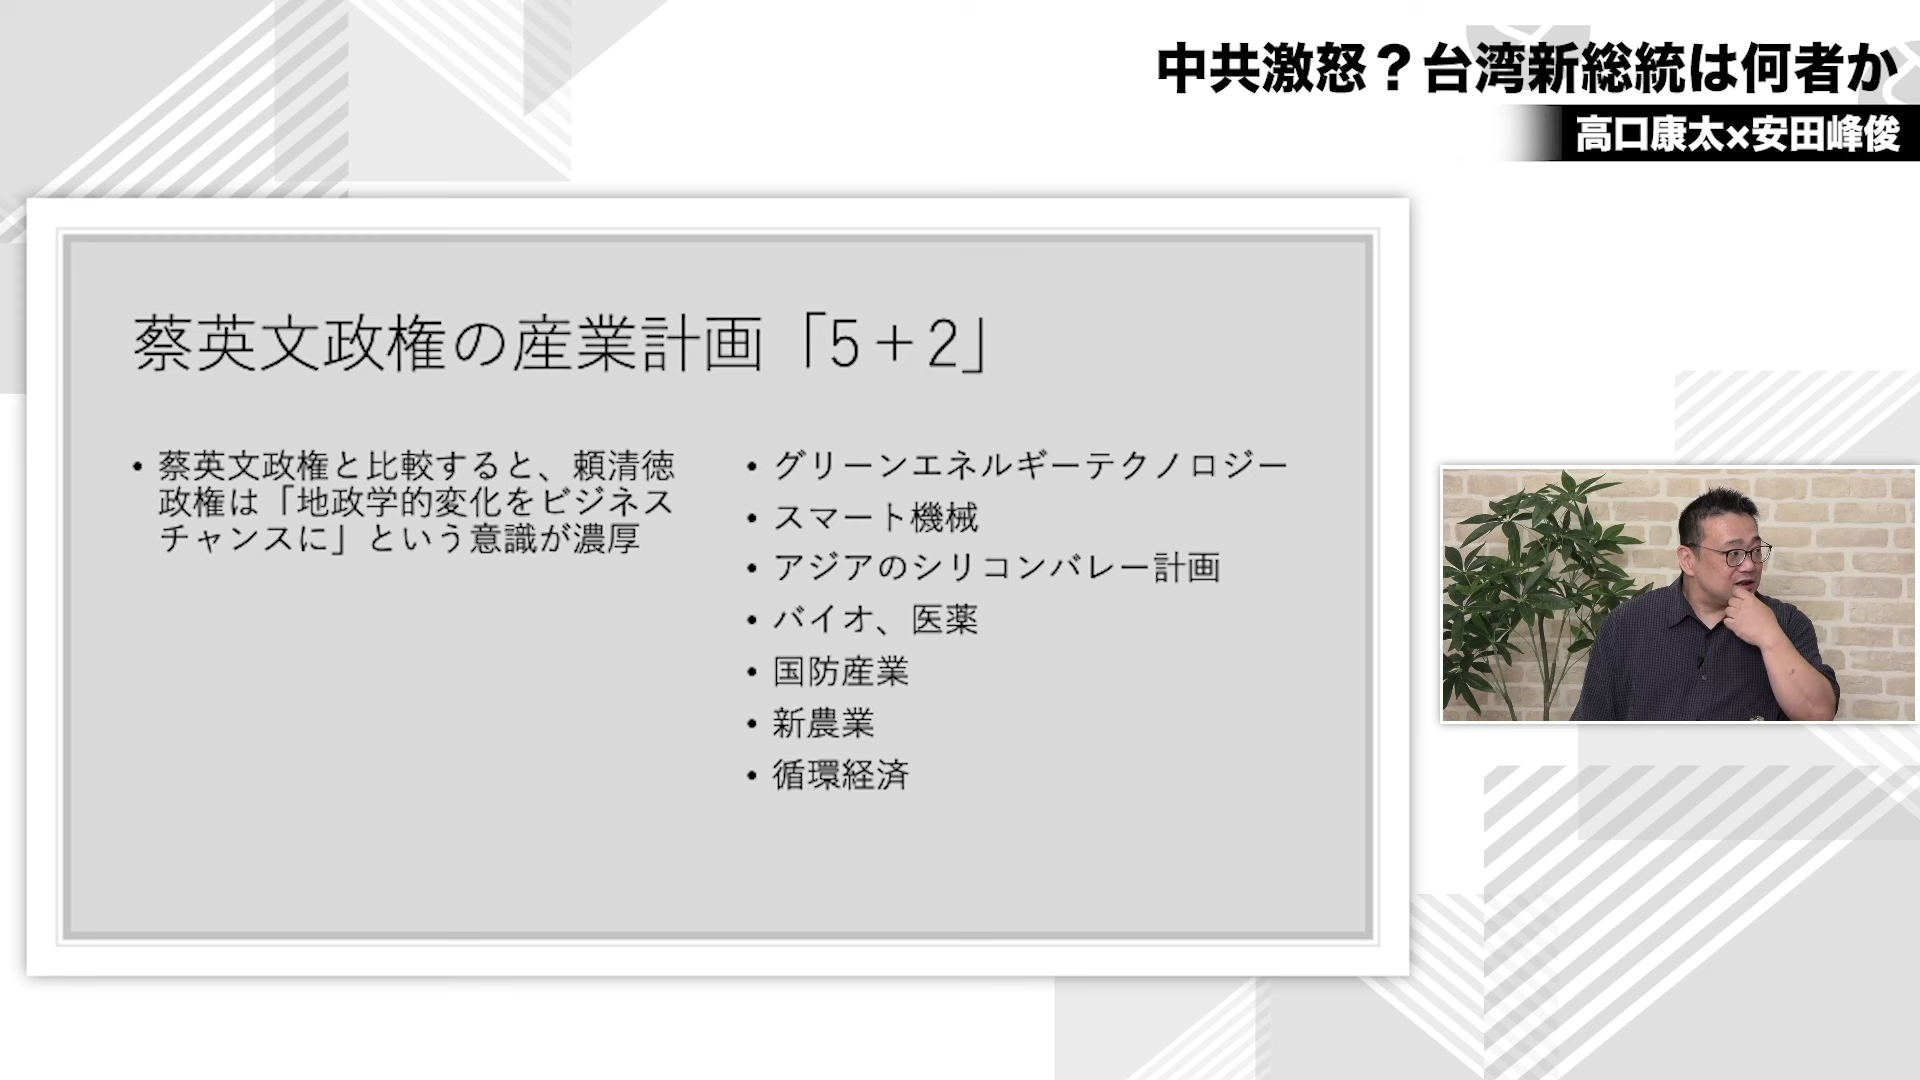 中共激怒？台湾新総統は何者か
高口康太×安田峰俊
蔡英文政権の産業計画「5＋2」
• 蔡英文政権と比較すると、頼清徳
政権は「地政学的変化をビジネス
チャンスに」という意識が濃厚
• グリーンエネルギーテクノロジー
• スマート機械
• アジアのシリコンバレー計画
• バイオ、医薬
• 国防産業
• 新農業
• 循環経済